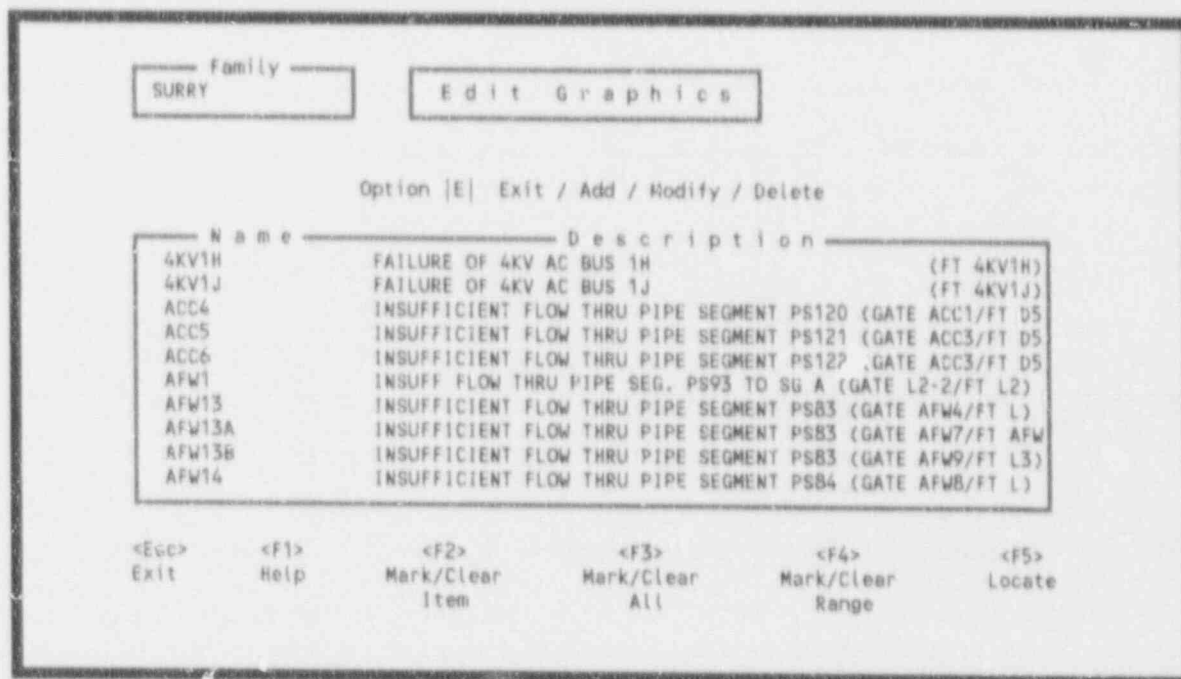 Family
SURRY
Edit Graphics
Option |E| Exit / Add / Modify / Delete
Name Description
4KV1H FAILURE OF 4KV AC BUS 1H (FT 4KV1H)
4KV1J FAILURE OF 4KV AC BUS 1J (FT 4KV1J)
ACC4 INSUFFICIENT FLOW THRU PIPE SEGMENT PS120 (GATE ACC1/FT D5
ACC5 INSUFFICIENT FLOW THRU PIPE SEGMENT PS121 (GATE ACC3/FT D5
ACC6 INSUFFICIENT FLOW THRU PIPE SEGMENT PS122 (GATE ACC3/FT D5
AFW1 INSUFF FLOW THRU PIPE SEG. PS93 TO SG A (GATE L2-2/FT L2)
AFW13 INSUFFICIENT FLOW THRU PIPE SEGMENT PS83 (GATE AFW4/FT L)
AFW13A INSUFFICIENT FLOW THRU PIPE SEGMENT PS83 (GATE AFW7/FT AFW
AFW13B INSUFFICIENT FLOW THRU PIPE SEGMENT PS83 (GATE AFW9/FT L3)
AFW14 INSUFFICIENT FLOW THRU PIPE SEGMENT PS84 (GATE AFW8/FT L)
<Esc> <F1> <F2> <F3> <F4> <F5>
Exit Help Mark/Clear Mark/Clear Mark/Clear Locate
Item All Range